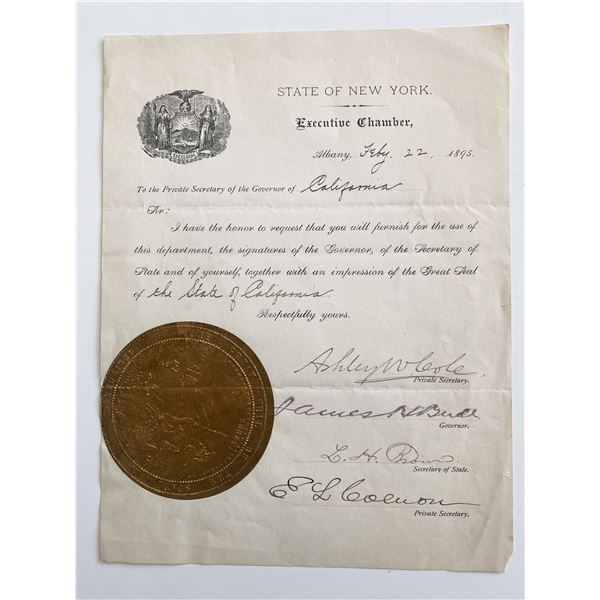 STATE OF NEW YORK.
Executive Chamber,
EXCELSIOR
Albany, Feby. 22, 1895.
To the Private Secretary of the Governor of California
Sir:
I have the honor to request that you will furnish for the use of
this department, the signatures of the Governor, of the Secretary of
State and of yourself, together with an impression of the Great Seal
of the State of California.
Respectfully yours.
Ashley W. Cole
Private Secretary.
James H Budd
Governor.
L. H. Brown
Secretary of State.
E L Colnon
Private Secretary.